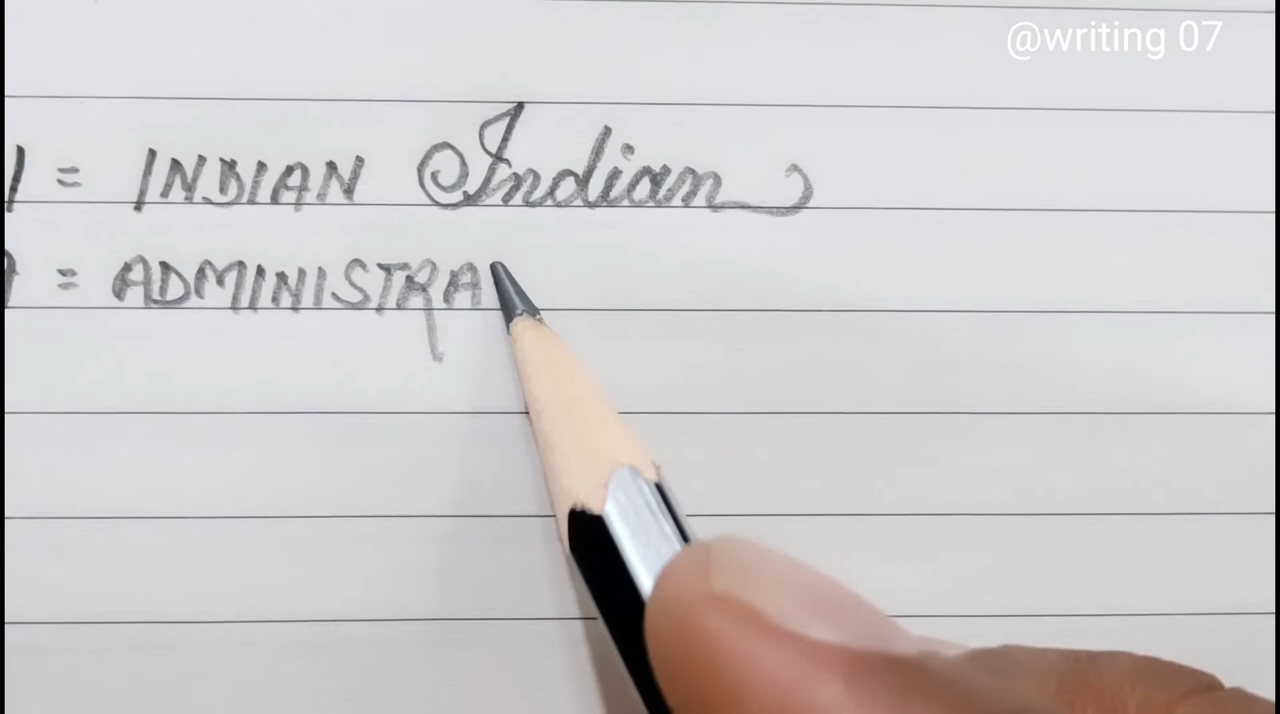 @writing 07
I = INDIAN Indian
= ADMINISTRA